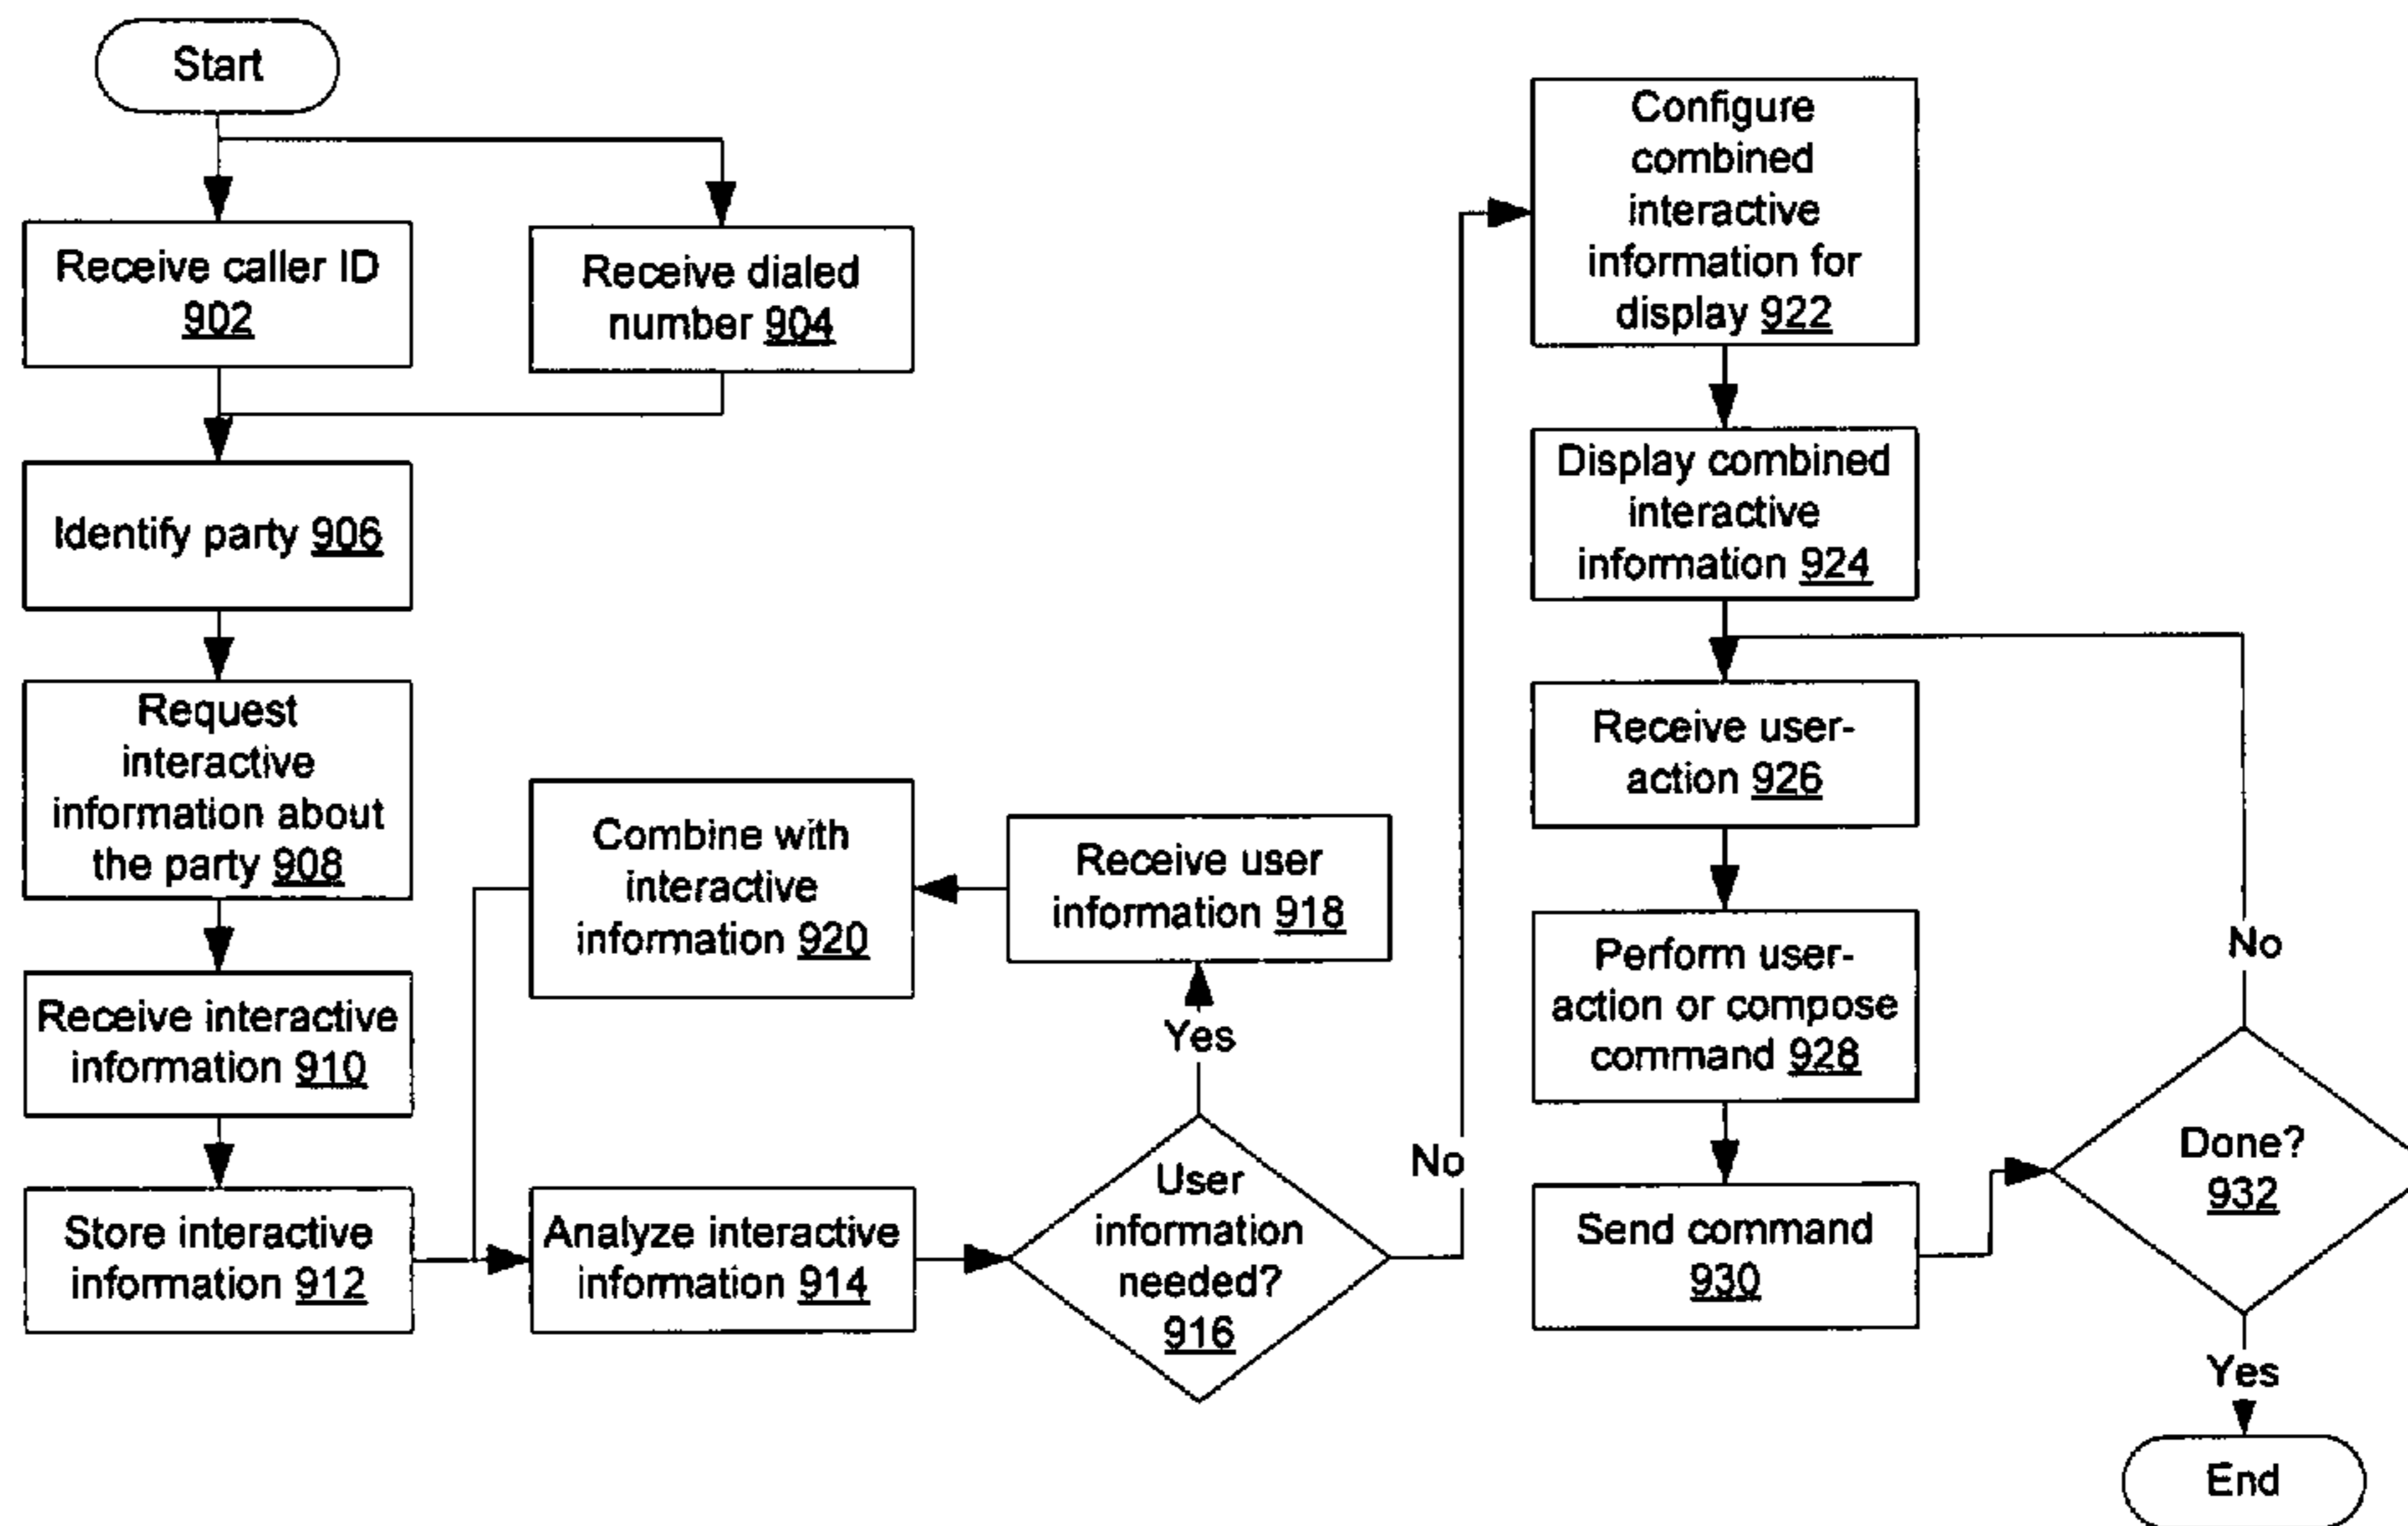 Start
Receive caller ID
902
Receive dialed
number 904
Identify party 906
Request
interactive
information about
the party 908
Receive interactive
information 910
Store interactive
information 912
Analyze interactive
information 914
User
information
needed?
916
Yes
No
Receive user
information 918
Combine with
interactive
information 920
Configure
combined
interactive
information for
display 922
Display combined
interactive
information 924
Receive user-
action 926
Perform user-
action or compose
command 928
Send command
930
Done?
932
No
Yes
End